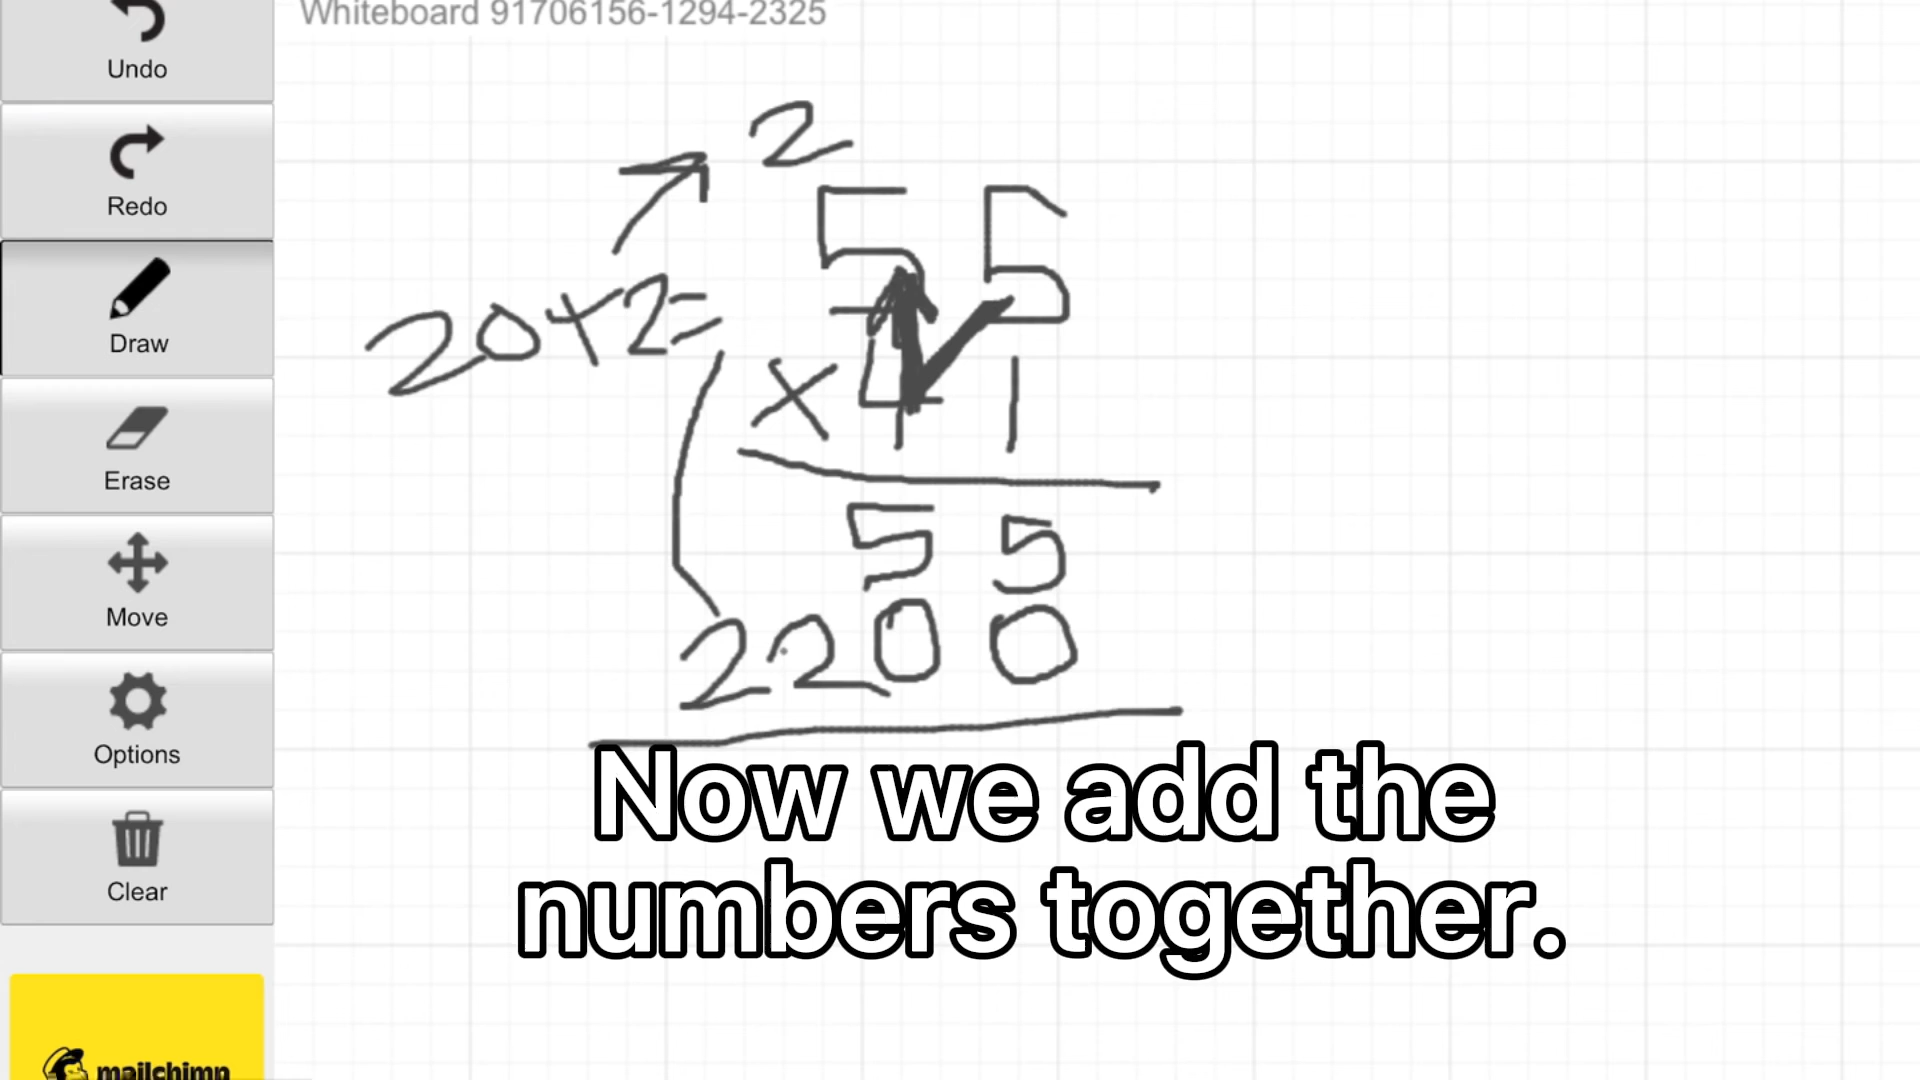 Whiteboard 91706156-1294-2325
Undo
Redo
Draw
Erase
Move
Options
Clear
mailchimp
2
55
20+2=
x41
55
2200
Now we add the
numbers together.